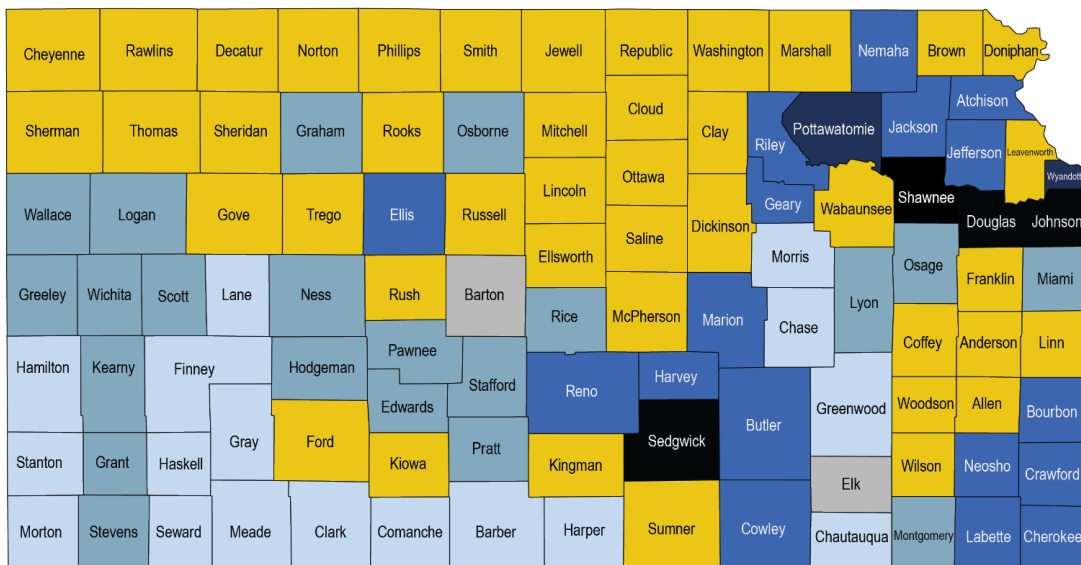 Cheyenne
Rawlins
Decatur
Norton
Phillips
Smith
Jewell
Republic
Washington
Marshall
Nemaha
Brown
Doniphan
Sherman
Thomas
Sheridan
Graham
Rooks
Osborne
Mitchell
Cloud
Clay
Riley
Pottawatomie
Jackson
Atchison
Jefferson
Leavenworth
Wyandott
Wallace
Logan
Gove
Trego
Ellis
Russell
Lincoln
Ottawa
Saline
Dickinson
Geary
Wabaunsee
Shawnee
Douglas
Johnson
Ellsworth
Morris
Osage
Franklin
Miami
Greeley
Wichita
Scott
Lane
Ness
Rush
Barton
Rice
McPherson
Marion
Chase
Lyon
Coffey
Anderson
Linn
Hamilton
Kearny
Finney
Hodgeman
Pawnee
Edwards
Stafford
Reno
Harvey
Butler
Greenwood
Woodson
Allen
Bourbon
Stanton
Grant
Haskell
Gray
Ford
Kiowa
Pratt
Kingman
Sedgwick
Elk
Wilson
Neosho
Crawford
Morton
Stevens
Seward
Meade
Clark
Comanche
Barber
Harper
Sumner
Cowley
Chautauqua
Montgomery
Labette
Cherokee